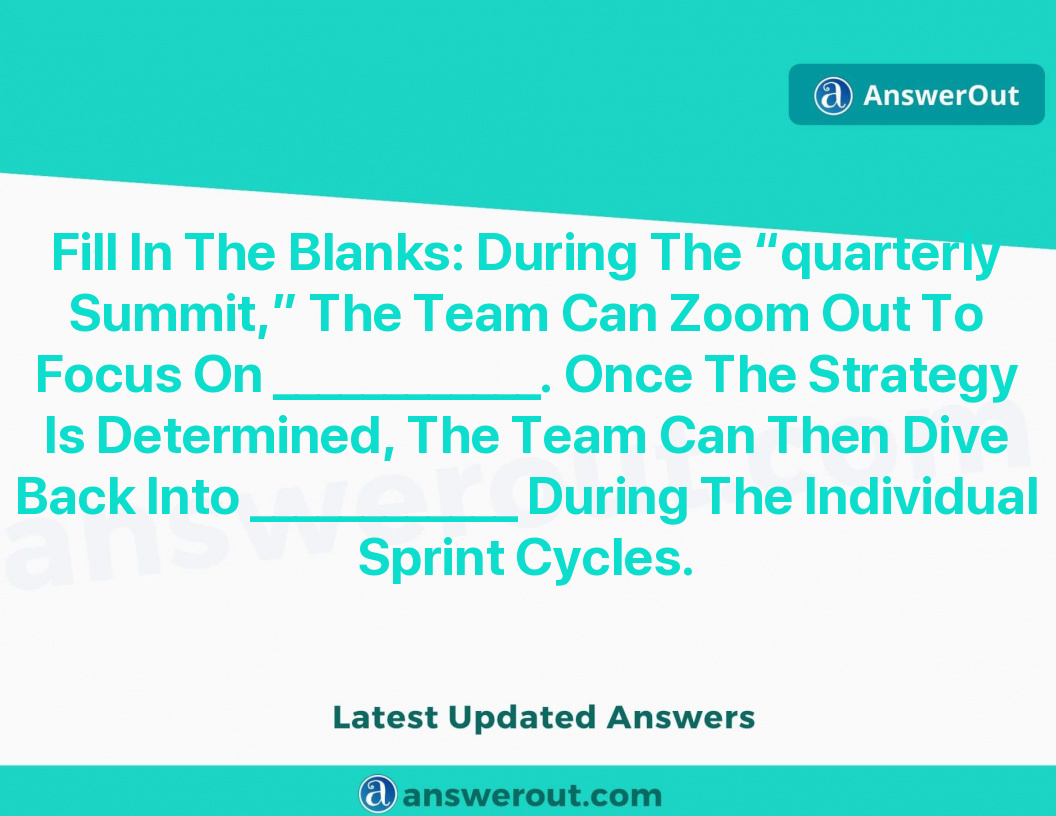 a AnswerOut
Fill In The Blanks: During The “quarterly
Summit,” The Team Can Zoom Out To
Focus On ___________. Once The Strategy
Is Determined, The Team Can Then Dive
Back Into ___________ During The Individual
Sprint Cycles.
answerout.com
Latest Updated Answers
a answerout.com